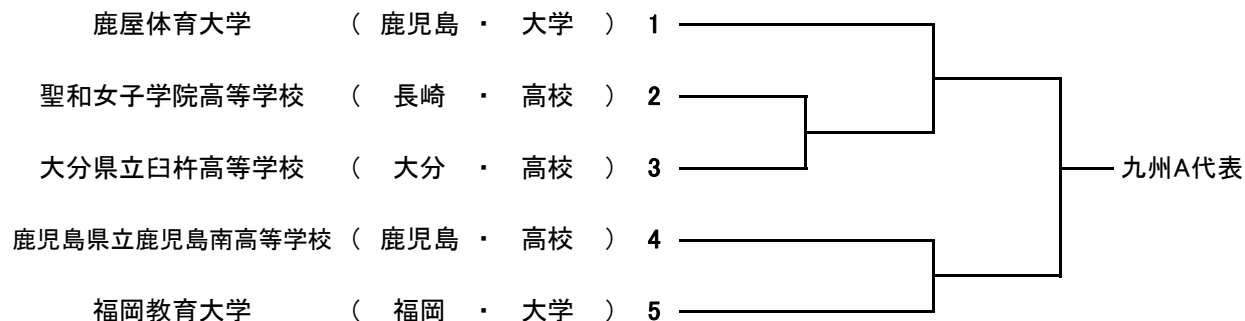 鹿屋体育大学 ( 鹿児島 ・ 大学 ) 1
聖和女子学院高等学校 ( 長崎 ・ 高校 ) 2
大分県立臼杵高等学校 ( 大分 ・ 高校 ) 3
九州A代表
鹿児島県立鹿児島南高等学校 ( 鹿児島 ・ 高校 ) 4
福岡教育大学 ( 福岡 ・ 大学 ) 5